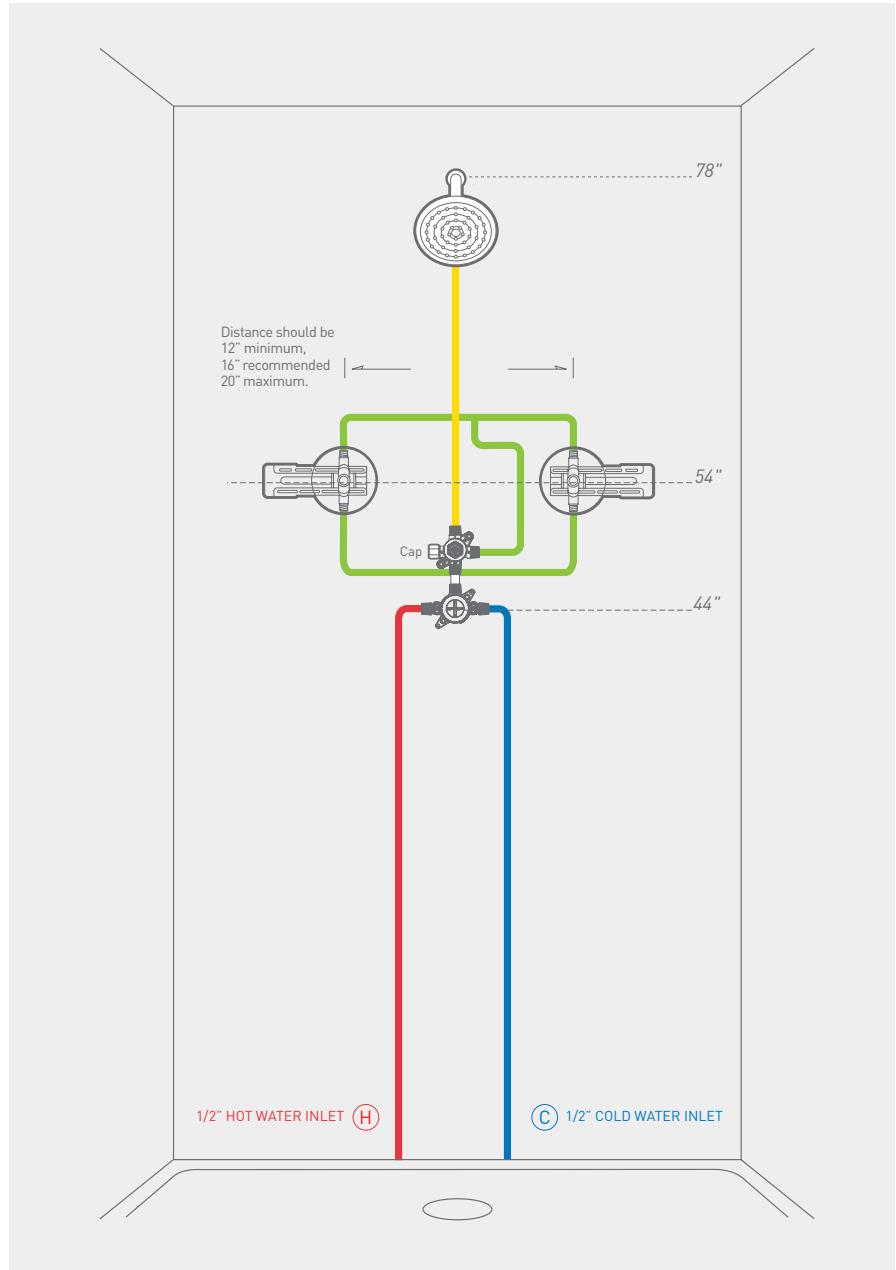 78”
Distance should be
12” minimum,
16” recommended
20” maximum.
54”
Cap
44”
1/2” HOT WATER INLET H
C 1/2” COLD WATER INLET